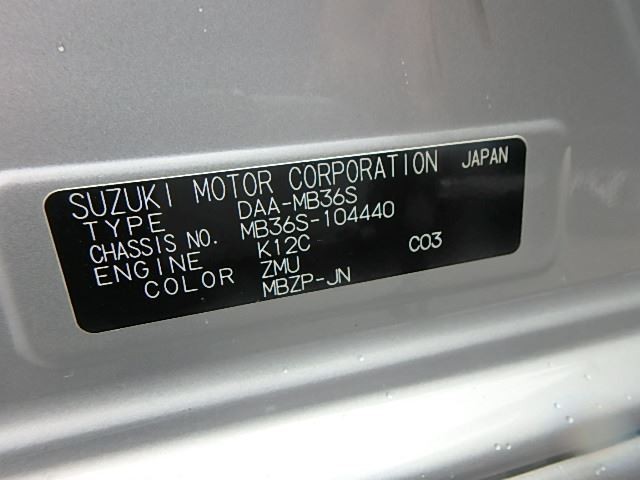 SUZUKI MOTOR CORPORATION JAPAN
TYPE DAA-MB36S
CHASSIS NO. MB36S-104440
ENGINE K12C C03
COLOR ZMU
MBZP-JN